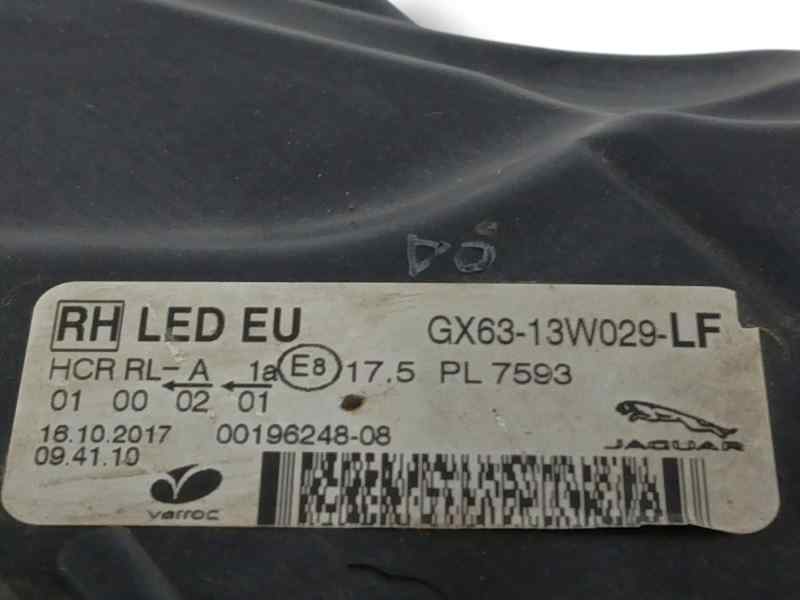 DO
RH LED EU GX63-13W029-LF
HCR RL- A 1a E8 17.5 PL 7593
01 00 02 01
16.10.2017 00196248-08
09.41.10
JAGUAR
varroc